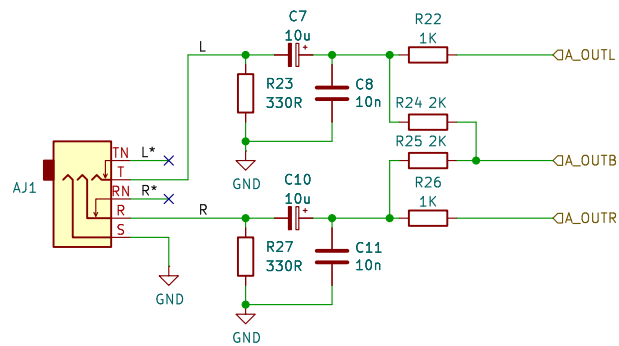 C7
10u
R22
1K
L
A_OUTL
R23
330R
C8
10n
R24 2K
R25 2K
GND
TN
L*
T
A_OUTB
AJ1
RN
R*
C10
10u
R26
1K
R
R
A_OUTR
S
R27
330R
C11
10n
GND
GND